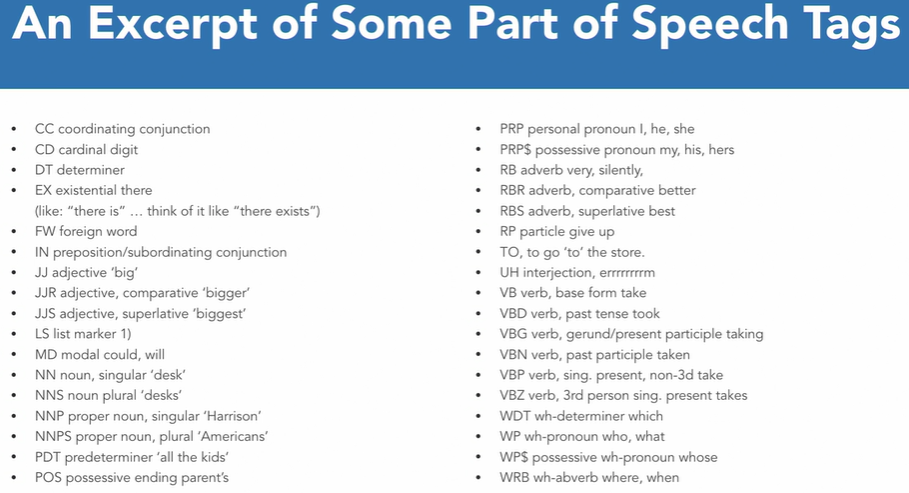 An Excerpt of Some Part of Speech Tags
• CC coordinating conjunction
• CD cardinal digit
• DT determiner
• EX existential there
(like: “there is” … think of it like “there exists”)
• FW foreign word
• IN preposition/subordinating conjunction
• JJ adjective ‘big’
• JJR adjective, comparative ‘bigger’
• JJS adjective, superlative ‘biggest’
• LS list marker 1)
• MD modal could, will
• NN noun, singular ‘desk’
• NNS noun plural ‘desks’
• NNP proper noun, singular ‘Harrison’
• NNPS proper noun, plural ‘Americans’
• PDT predeterminer ‘all the kids’
• POS possessive ending parent’s
• PRP personal pronoun I, he, she
• PRP$ possessive pronoun my, his, hers
• RB adverb very, silently,
• RBR adverb, comparative better
• RBS adverb, superlative best
• RP particle give up
• TO, to go ‘to’ the store.
• UH interjection, errrrrrrrm
• VB verb, base form take
• VBD verb, past tense took
• VBG verb, gerund/present participle taking
• VBN verb, past participle taken
• VBP verb, sing. present, non-3d take
• VBZ verb, 3rd person sing. present takes
• WDT wh-determiner which
• WP wh-pronoun who, what
• WP$ possessive wh-pronoun whose
• WRB wh-abverb where, when